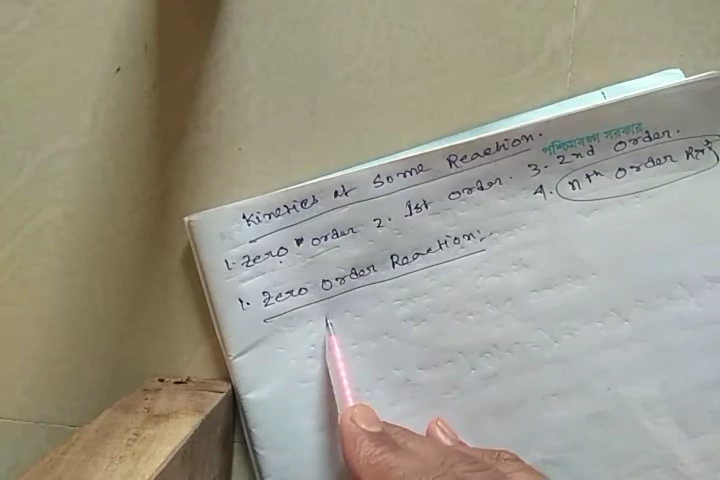 Kinetics of Some Reaction.
পশ্চিমবঙ্গ সরকার
1. Zero order 2. 1st order. 3. 2nd order.
4. nth order Rxn
1. Zero Order Reaction:-